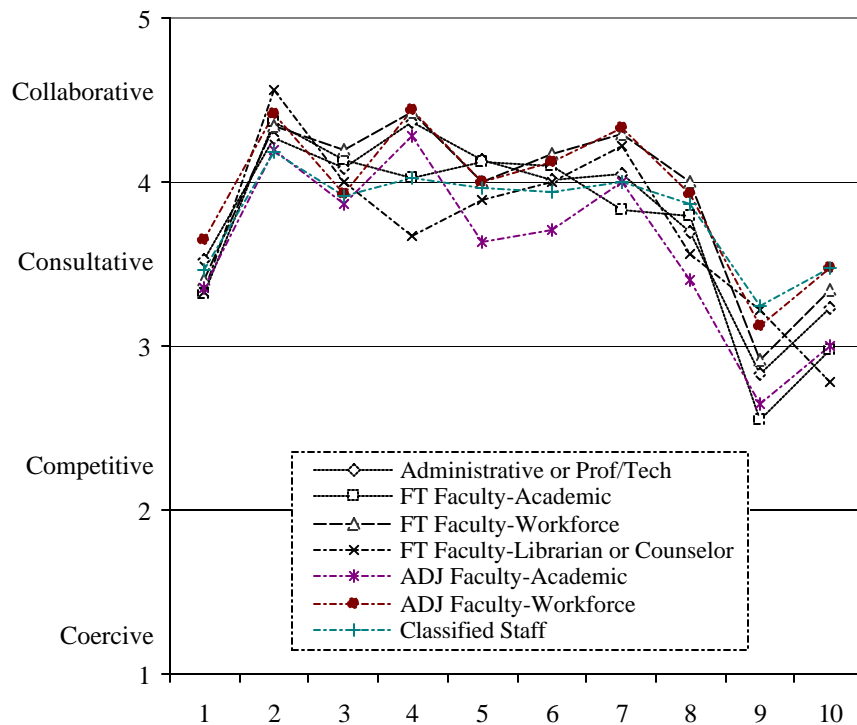 5
Collaborative
4
Consultative
3
Competitive
2
Coercive
1
Administrative or Prof/Tech
FT Faculty-Academic
FT Faculty-Workforce
FT Faculty-Librarian or Counselor
ADJ Faculty-Academic
ADJ Faculty-Workforce
Classified Staff
1 2 3 4 5 6 7 8 9 10